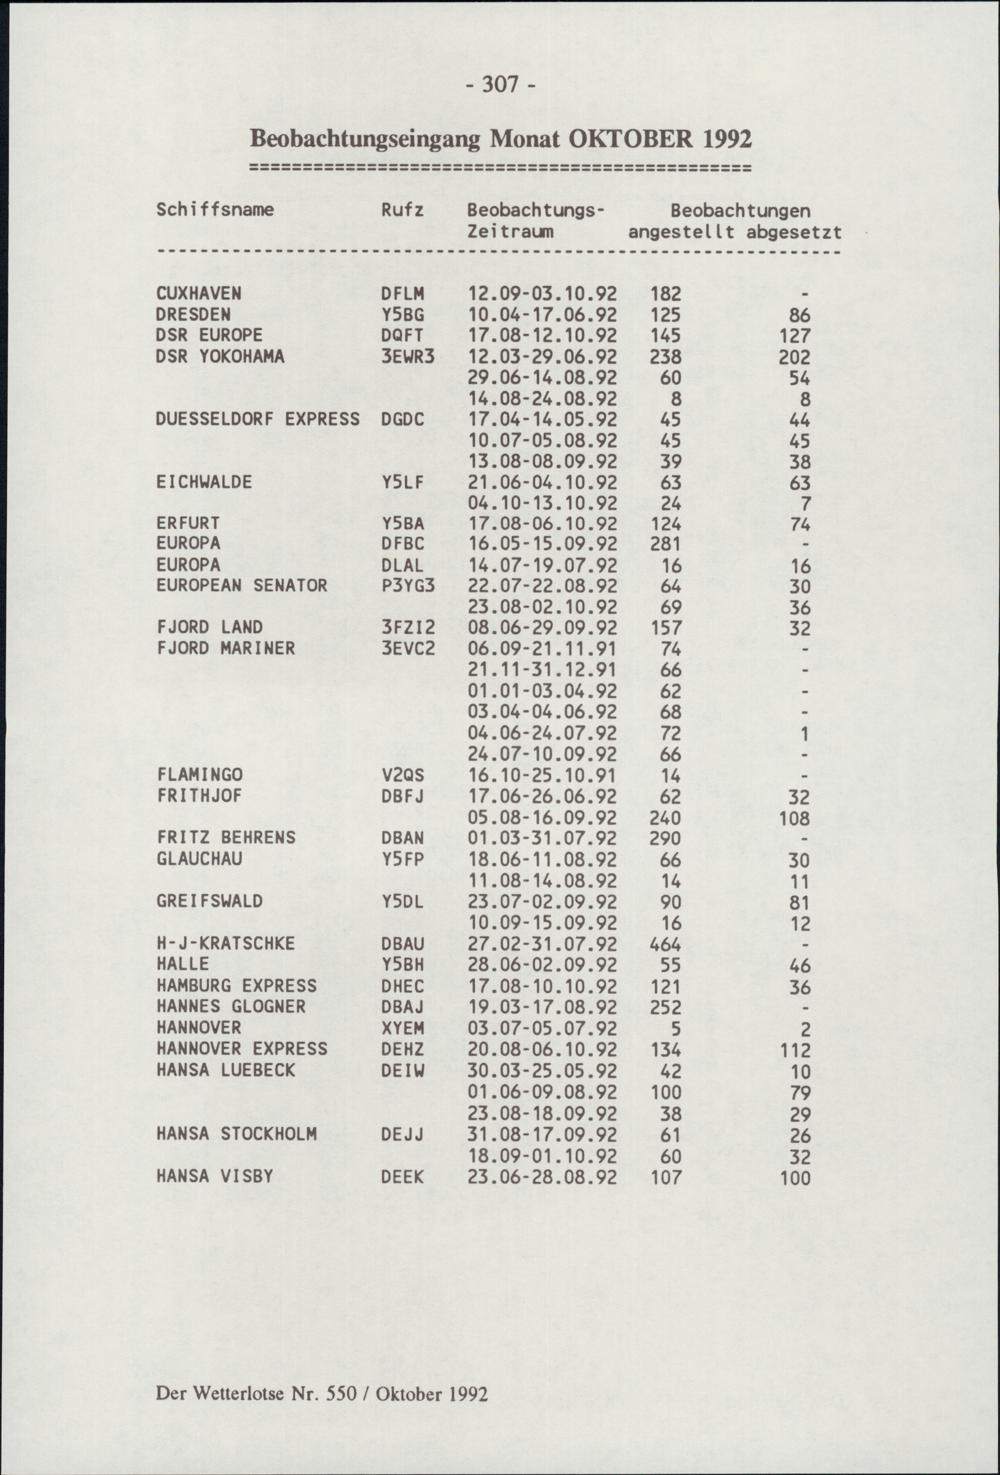 - 307 -
Beobachtungseingang Monat OKTOBER 1992
===============================================
Schiffsname Rufz Beobachtungs- Beobachtungen
Zeitraum angestellt abgesetzt
----------------------------------------------------------------
CUXHAVEN DFLM 12.09-03.10.92 182 -
DRESDEN Y5BG 10.04-17.06.92 125 86
DSR EUROPE DQFT 17.08-12.10.92 145 127
DSR YOKOHAMA 3EWR3 12.03-29.06.92 238 202
29.06-14.08.92 60 54
14.08-24.08.92 8 8
DUESSELDORF EXPRESS DGDC 17.04-14.05.92 45 44
10.07-05.08.92 45 45
13.08-08.09.92 39 38
EICHWALDE Y5LF 21.06-04.10.92 63 63
04.10-13.10.92 24 7
ERFURT Y5BA 17.08-06.10.92 124 74
EUROPA DFBC 16.05-15.09.92 281 -
EUROPA DLAL 14.07-19.07.92 16 16
EUROPEAN SENATOR P3YG3 22.07-22.08.92 64 30
23.08-02.10.92 69 36
FJORD LAND 3FZI2 08.06-29.09.92 157 32
FJORD MARINER 3EVC2 06.09-21.11.91 74 -
21.11-31.12.91 66 -
01.01-03.04.92 62 -
03.04-04.06.92 68 -
04.06-24.07.92 72 1
24.07-10.09.92 66 -
FLAMINGO V2QS 16.10-25.10.91 14 -
FRITHJOF DBFJ 17.06-26.06.92 62 32
05.08-16.09.92 240 108
FRITZ BEHRENS DBAN 01.03-31.07.92 290 -
GLAUCHAU Y5FP 18.06-11.08.92 66 30
11.08-14.08.92 14 11
GREIFSWALD Y5DL 23.07-02.09.92 90 81
10.09-15.09.92 16 12
H-J-KRATSCHKE DBAU 27.02-31.07.92 464 -
HALLE Y5BH 28.06-02.09.92 55 46
HAMBURG EXPRESS DHEC 17.08-10.10.92 121 36
HANNES GLOGNER DBAJ 19.03-17.08.92 252 -
HANNOVER XYEM 03.07-05.07.92 5 2
HANNOVER EXPRESS DEHZ 20.08-06.10.92 134 112
HANSA LUEBECK DEIW 30.03-25.05.92 42 10
01.06-09.08.92 100 79
23.08-18.09.92 38 29
HANSA STOCKHOLM DEJJ 31.08-17.09.92 61 26
18.09-01.10.92 60 32
HANSA VISBY DEEK 23.06-28.08.92 107 100
Der Wetterlotse Nr. 550 / Oktober 1992